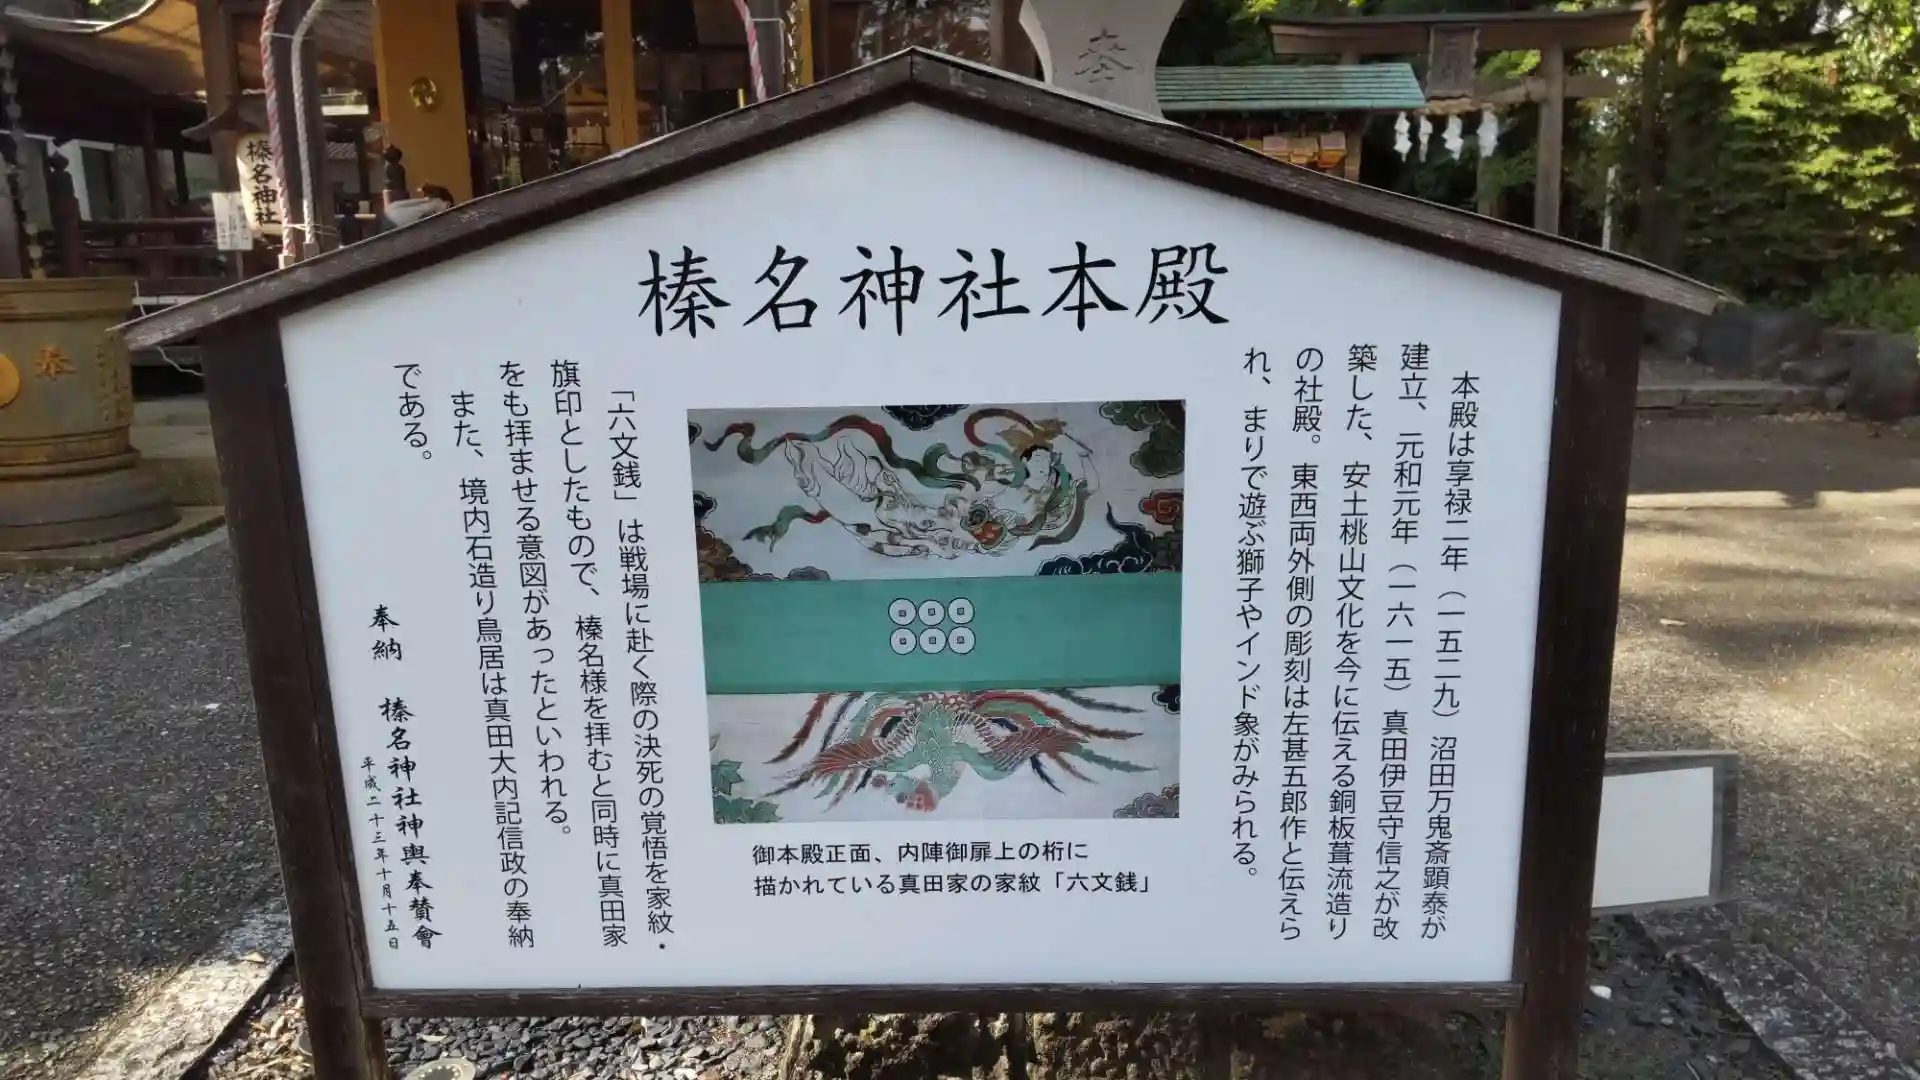 榛名神社本殿
本殿は享禄二年（一五二九）沼田万鬼斎顕泰が
建立、元和元年（一六一五）真田伊豆守信之が改
築した、安土桃山文化を今に伝える銅板葺流造り
の社殿。東西両外側の彫刻は左甚五郎作と伝えら
れ、まりで遊ぶ獅子やインド象がみられる。
御本殿正面、内陣御扉上の桁に
描かれている真田家の家紋「六文銭」
「六文銭」は戦場に赴く際の決死の覚悟を家紋・
旗印としたもので、榛名様を拝むと同時に真田家
をも拝ませる意図があったといわれる。
また、境内石造り鳥居は真田大内記信政の奉納
である。
奉納 榛名神社神輿奉賛會
平成二十三年十月十五日
榛名神社
奉
奉